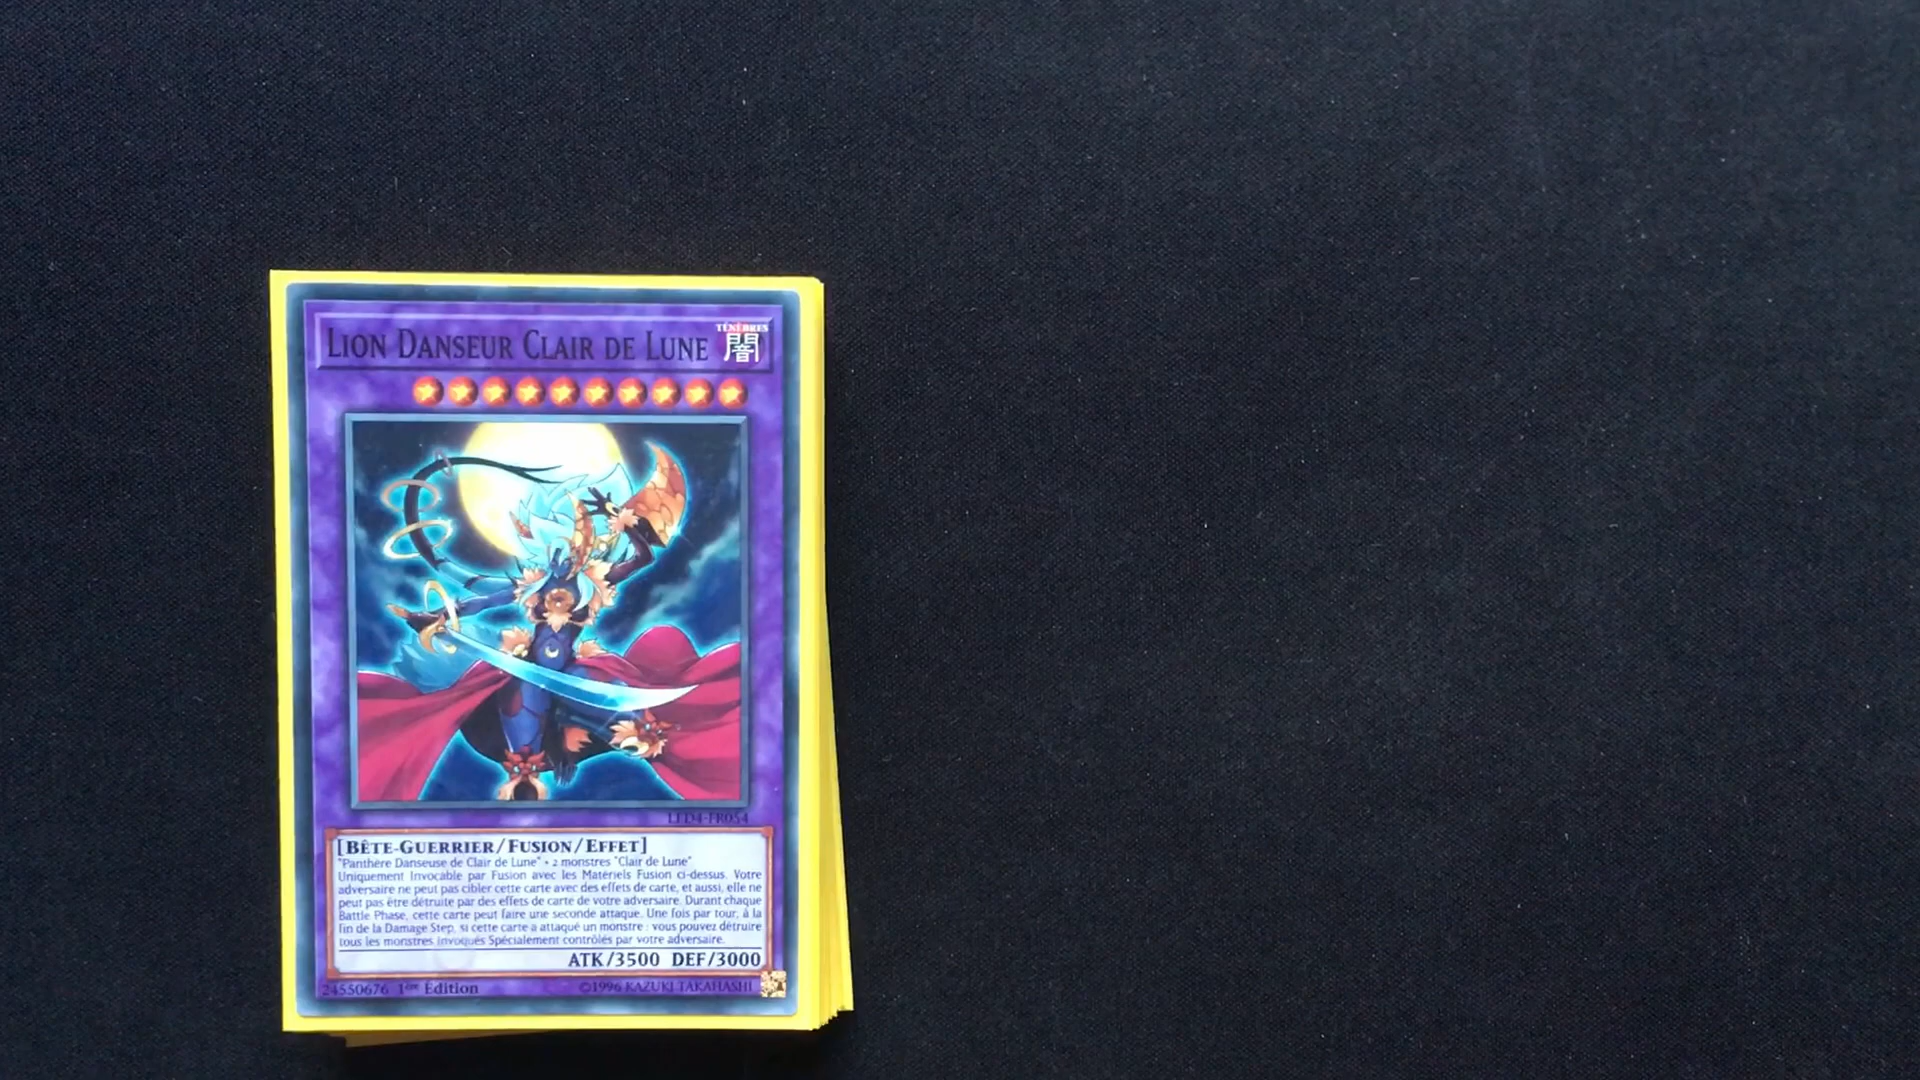 LION DANSEUR CLAIR DE LUNE
TÉNÈBRES
闇
LED4-FR054
[BÊTE-GUERRIER/FUSION/EFFET]
"Panthère Danseuse de Clair de Lune" + 2 monstres "Clair de Lune"
Uniquement Invocable par Fusion avec les Matériels Fusion ci-dessus. Votre
adversaire ne peut pas cibler cette carte avec des effets de carte, et aussi, elle ne
peut pas être détruite par des effets de carte de votre adversaire. Durant chaque
Battle Phase, cette carte peut faire une seconde attaque. Une fois par tour, à la
fin de la Damage Step, si cette carte a attaqué un monstre : vous pouvez détruire
tous les monstres Invoqués Spécialement contrôlés par votre adversaire.
ATK/3500 DEF/3000
24550676 1ère Edition
©1996 KAZUKI TAKAHASHI